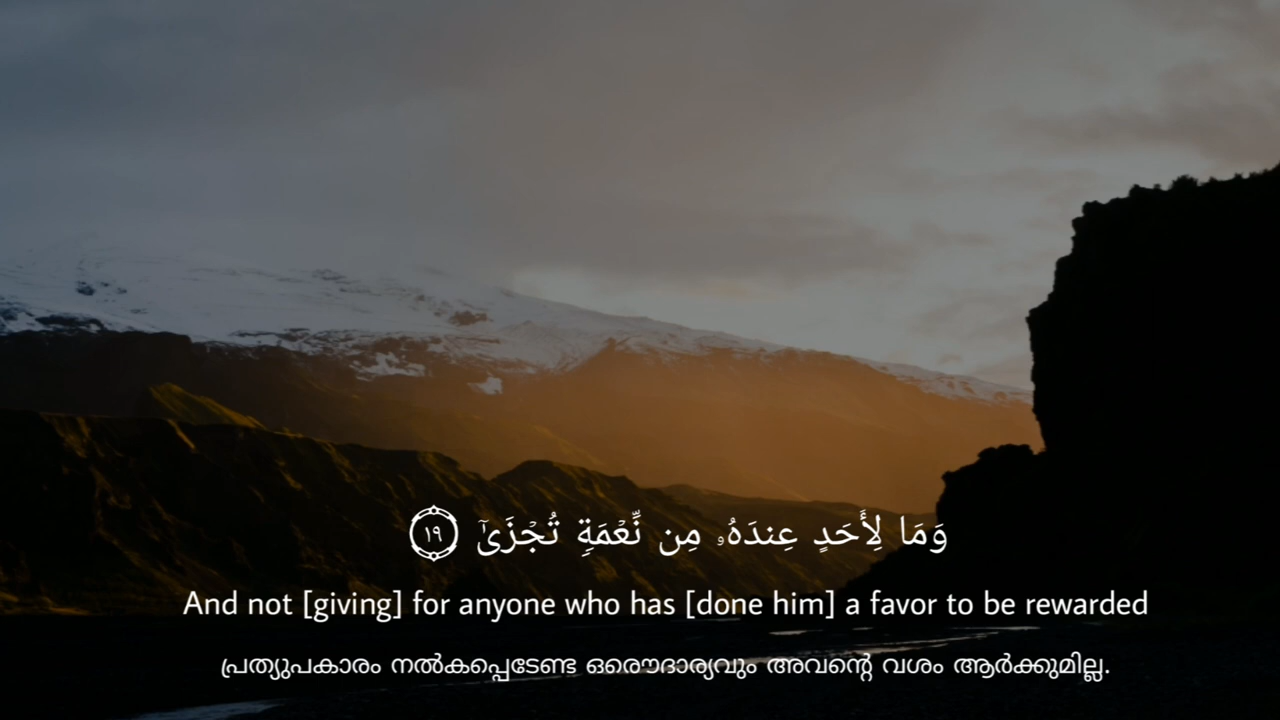 وَمَا لِأَحَدٍ عِندَهُۥ مِن نِّعْمَةٍ تُجْزَىٰٓ ١٩
And not [giving] for anyone who has [done him] a favor to be rewarded
പ്രത്യുപകാരം നൽകപ്പെടേണ്ട ഒരൌദാര്യവും അവന്റെ വശം ആർക്കുമില്ല.